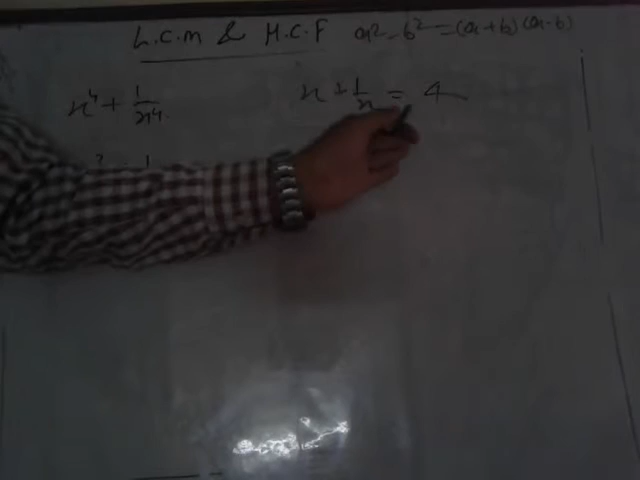 L.C.M & H.C.F a² - b² = (a+b)(a-b)
x⁴ + 1/x⁴
x + 1/x = 4